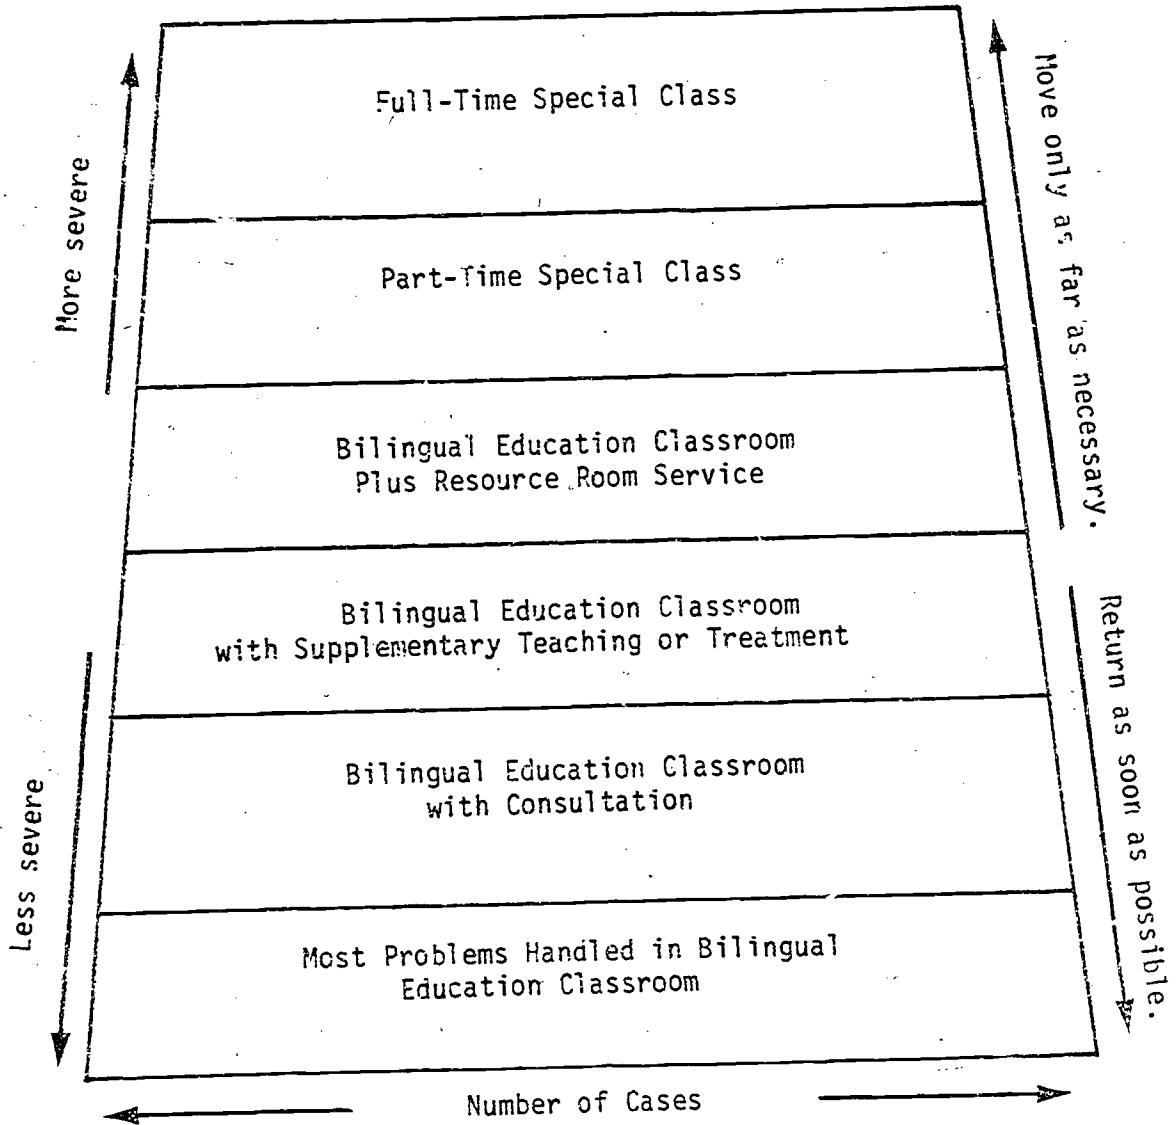 Full-Time Special Class
Part-Time Special Class
Bilingual Education Classroom
Plus Resource Room Service
Bilingual Education Classroom
with Supplementary Teaching or Treatment
Bilingual Education Classroom
with Consultation
Most Problems Handled in Bilingual
Education Classroom
More severe
Less severe
Move only as far as necessary.
Return as soon as possible.
Number of Cases